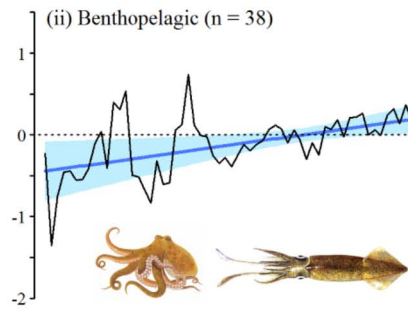 (ii) Benthopelagic (n = 38)
1
0
-1
-2